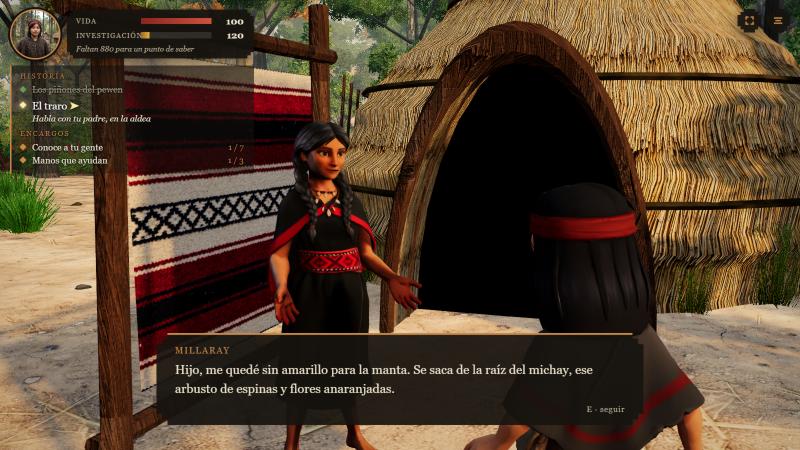 VIDA 100
INVESTIGACIÓN 120
Faltan 880 para un punto de saber
HISTORIA
Los piñones del pewen
El traro
Habla con tu padre, en la aldea
ENCARGOS
Conoce a tu gente 1 / 7
Manos que ayudan 1 / 3
MILLARAY
Hijo, me quedé sin amarillo para la manta. Se saca de la raíz del michay, ese
arbusto de espinas y flores anaranjadas.
E - seguir